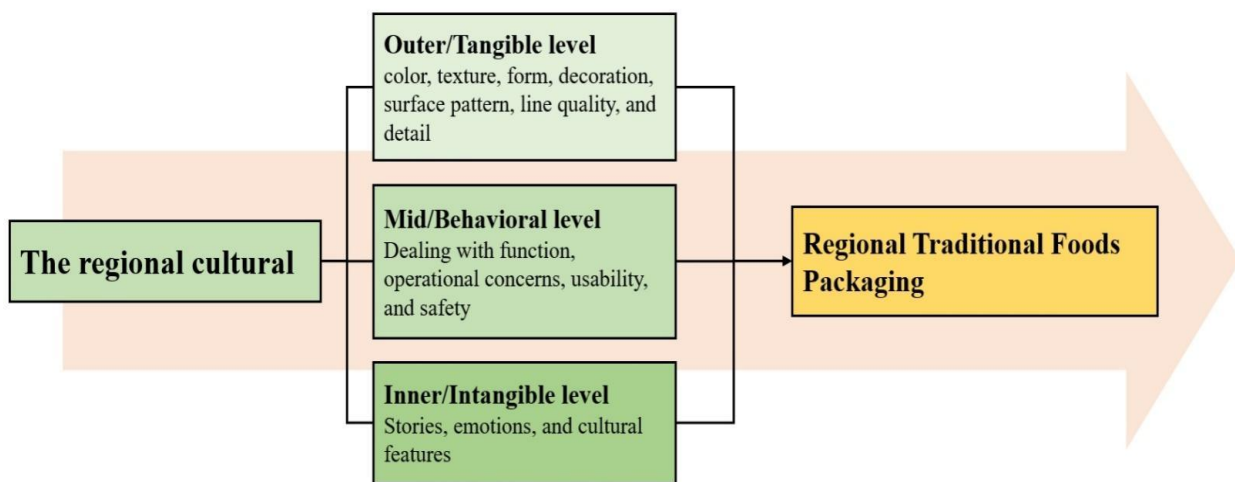 The regional cultural
Outer/Tangible level
color, texture, form, decoration,
surface pattern, line quality, and
detail
Mid/Behavioral level
Dealing with function,
operational concerns, usability,
and safety
Inner/Intangible level
Stories, emotions, and cultural
features
Regional Traditional Foods
Packaging